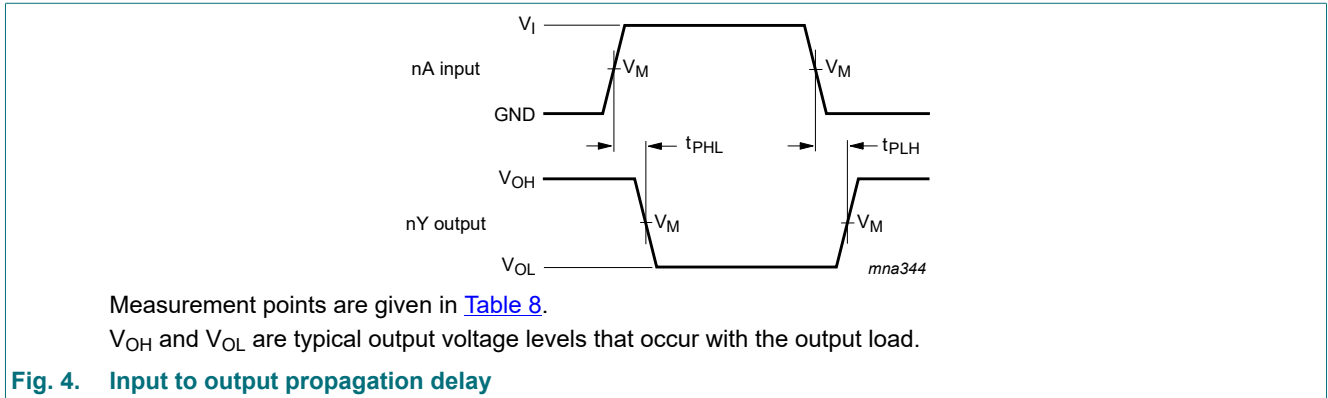 V_I
nA input
V_M
V_M
GND
t_PHL
t_PLH
V_OH
nY output
V_M
V_M
V_OL
mna344
Measurement points are given in Table 8.
V_OH and V_OL are typical output voltage levels that occur with the output load.
Fig. 4. Input to output propagation delay